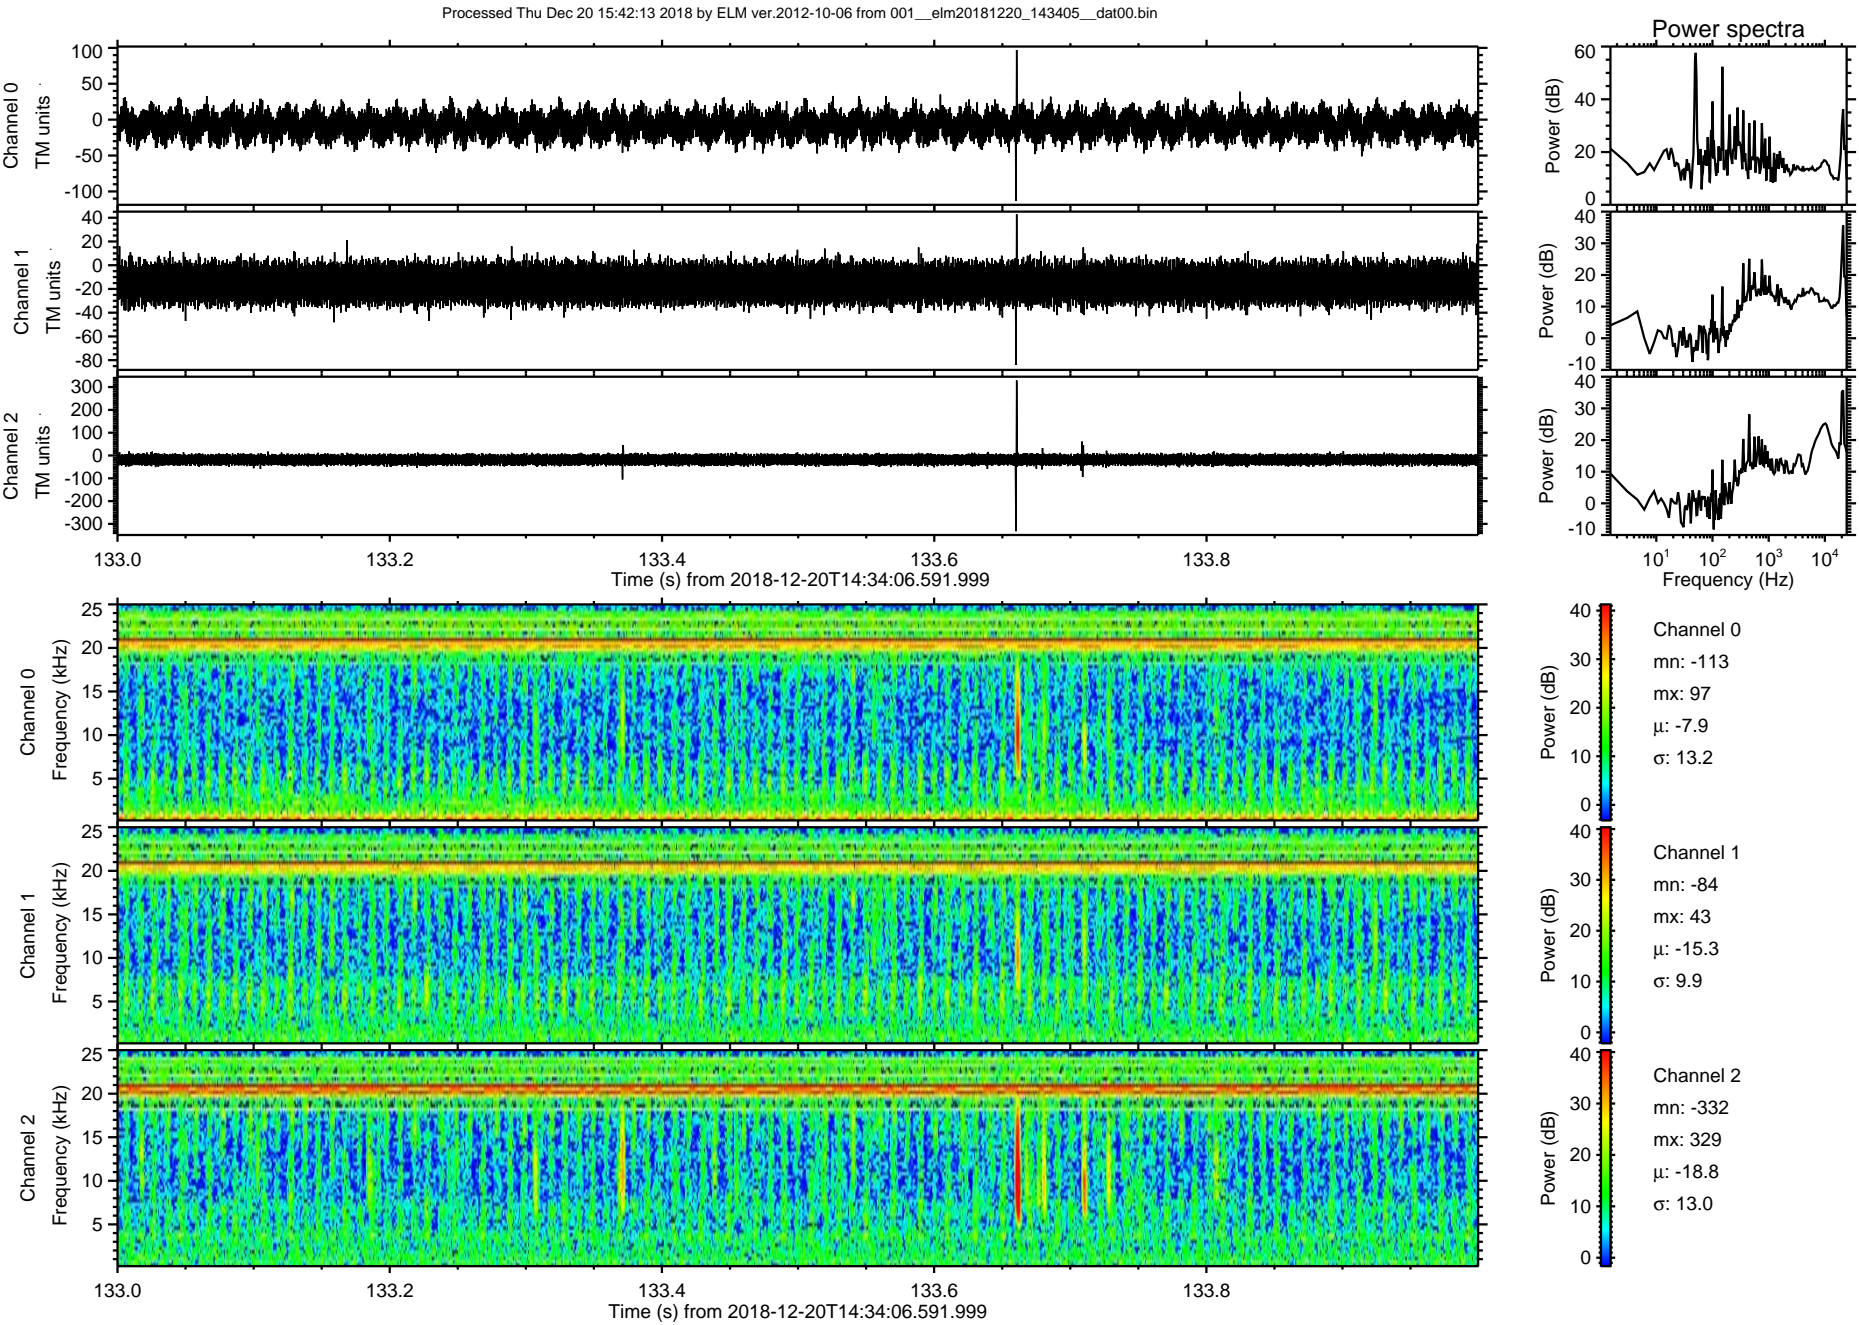 Processed Thu Dec 20 15:42:13 2018 by ELM ver.2012-10-06 from 001__elm20181220_143405__dat00.bin
Power spectra
Channel 0
TM units
100
50
0
-50
-100
Power (dB)
60
40
20
0
Channel 1
TM units
40
20
0
-20
-40
-60
-80
Power (dB)
40
30
20
10
0
-10
Channel 2
TM units
300
200
100
0
-100
-200
-300
Power (dB)
40
30
20
10
0
-10
133.0 133.2 133.4 133.6 133.8
Time (s) from 2018-12-20T14:34:06.591.999
10¹ 10² 10³ 10⁴
Frequency (Hz)
Channel 0
Frequency (kHz)
25
20
15
10
5
Power (dB)
40
30
20
10
0
Channel 0
mn: -113
mx: 97
μ: -7.9
σ: 13.2
Channel 1
Frequency (kHz)
25
20
15
10
5
Power (dB)
40
30
20
10
0
Channel 1
mn: -84
mx: 43
μ: -15.3
σ: 9.9
Channel 2
Frequency (kHz)
25
20
15
10
5
Power (dB)
40
30
20
10
0
Channel 2
mn: -332
mx: 329
μ: -18.8
σ: 13.0
133.0 133.2 133.4 133.6 133.8
Time (s) from 2018-12-20T14:34:06.591.999